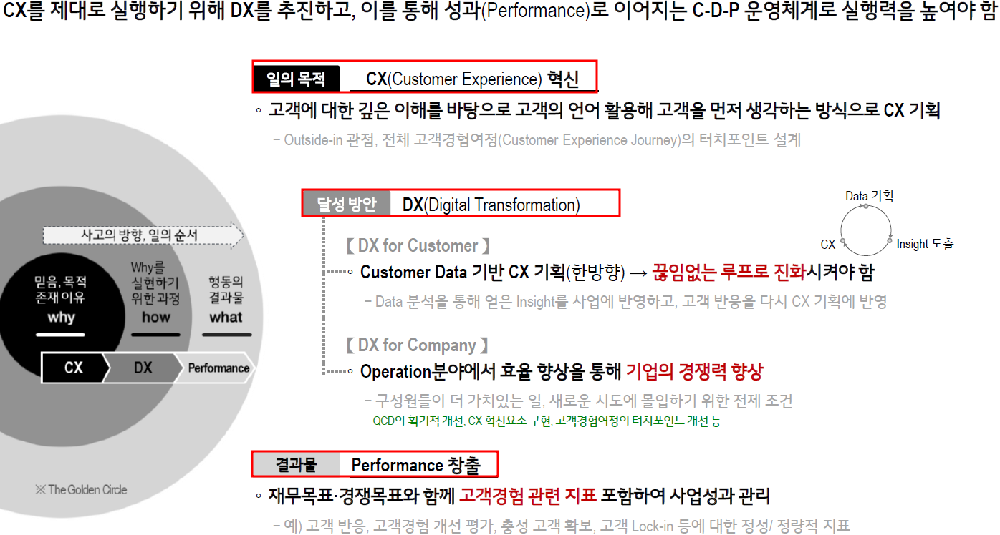 CX를 제대로 실행하기 위해 DX를 추진하고, 이를 통해 성과(Performance)로 이어지는 C-D-P 운영체계로 실행력을 높여야 함
일의 목적 CX(Customer Experience) 혁신
◦ 고객에 대한 깊은 이해를 바탕으로 고객의 언어 활용해 고객을 먼저 생각하는 방식으로 CX 기획
– Outside-in 관점, 전체 고객경험여정(Customer Experience Journey)의 터치포인트 설계
달성 방안 DX(Digital Transformation)
Data 기획
CX
Insight 도출
【 DX for Customer 】
◦ Customer Data 기반 CX 기획(한방향) → 끊임없는 루프로 진화시켜야 함
– Data 분석을 통해 얻은 Insight를 사업에 반영하고, 고객 반응을 다시 CX 기획에 반영
【 DX for Company 】
◦ Operation분야에서 효율 향상을 통해 기업의 경쟁력 향상
– 구성원들이 더 가치있는 일, 새로운 시도에 몰입하기 위한 전제 조건
QCD의 획기적 개선, CX 혁신요소 구현, 고객경험여정의 터치포인트 개선 등
결과물 Performance 창출
◦ 재무목표·경쟁목표와 함께 고객경험 관련 지표 포함하여 사업성과 관리
– 예) 고객 반응, 고객경험 개선 평가, 충성 고객 확보, 고객 Lock-in 등에 대한 정성/ 정량적 지표
사고의 방향, 일의 순서
믿음, 목적
존재 이유
why
Why를
실현하기
위한 과정
how
행동의
결과물
what
CX
DX
Performance
※ The Golden Circle